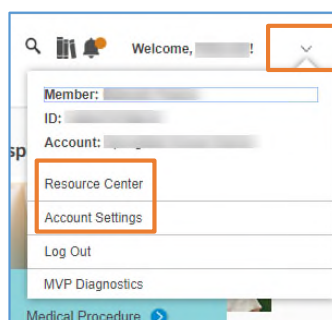 Welcome, !
Member:
ID:
Account:
sp
Resource Center
Account Settings
Log Out
MVP Diagnostics
Medical Procedure